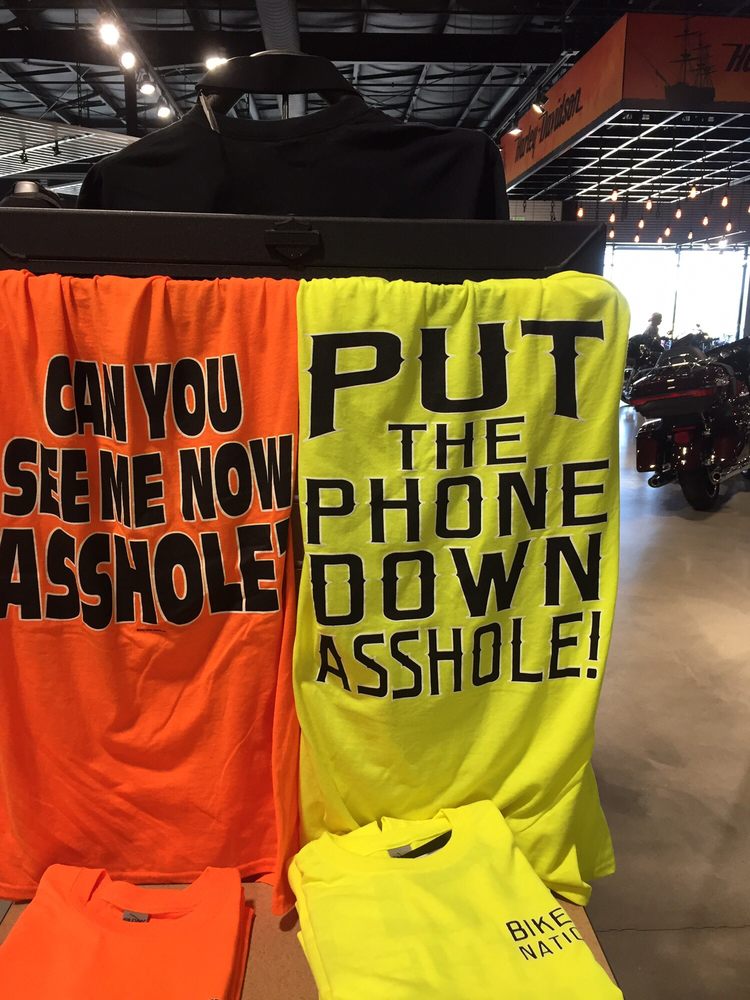 Harley-Davidson
CAN YOU
SEE ME NOW
ASSHOLE?
PUT
THE
PHONE
DOWN
ASSHOLE!
BIKE
NATIO